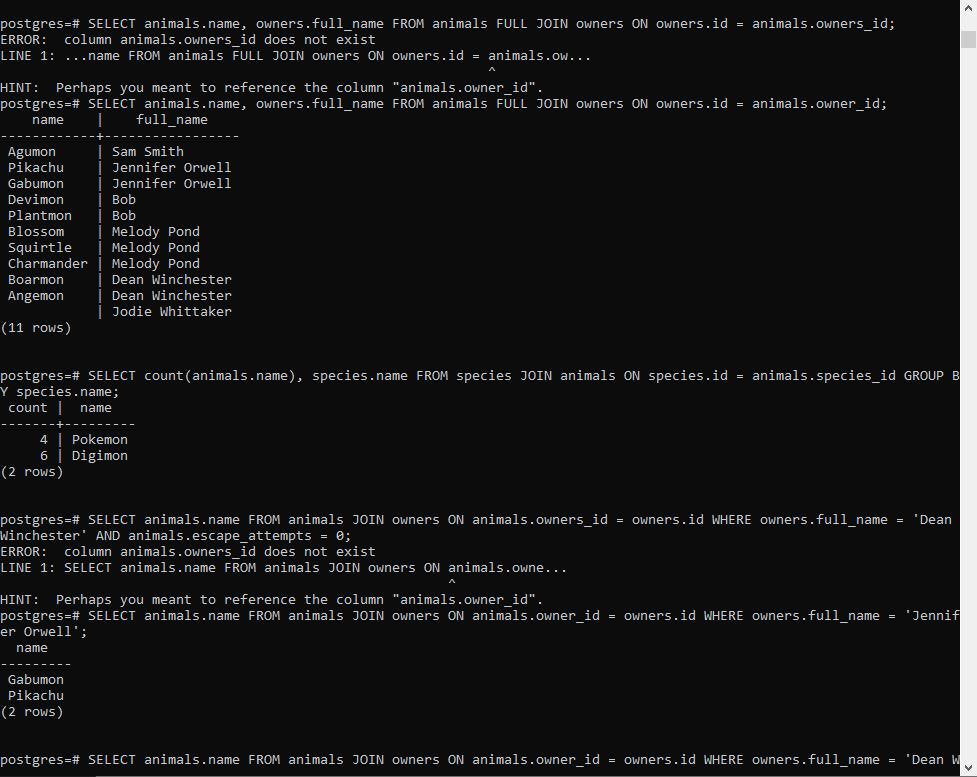 postgres=# SELECT animals.name, owners.full_name FROM animals FULL JOIN owners ON owners.id = animals.owners_id;
ERROR:  column animals.owners_id does not exist
LINE 1: ...name FROM animals FULL JOIN owners ON owners.id = animals.ow...
                                                             ^
HINT:  Perhaps you meant to reference the column "animals.owner_id".
postgres=# SELECT animals.name, owners.full_name FROM animals FULL JOIN owners ON owners.id = animals.owner_id;
    name    |    full_name
------------+-----------------
 Agumon     | Sam Smith
 Pikachu    | Jennifer Orwell
 Gabumon    | Jennifer Orwell
 Devimon    | Bob
 Plantmon   | Bob
 Blossom    | Melody Pond
 Squirtle   | Melody Pond
 Charmander | Melody Pond
 Boarmon    | Dean Winchester
 Angemon    | Dean Winchester
            | Jodie Whittaker
(11 rows)
postgres=# SELECT count(animals.name), species.name FROM species JOIN animals ON species.id = animals.species_id GROUP B
Y species.name;
 count |  name
-------+---------
     4 | Pokemon
     6 | Digimon
(2 rows)
postgres=# SELECT animals.name FROM animals JOIN owners ON animals.owners_id = owners.id WHERE owners.full_name = 'Dean
Winchester' AND animals.escape_attempts = 0;
ERROR:  column animals.owners_id does not exist
LINE 1: SELECT animals.name FROM animals JOIN owners ON animals.owne...
                                                        ^
HINT:  Perhaps you meant to reference the column "animals.owner_id".
postgres=# SELECT animals.name FROM animals JOIN owners ON animals.owner_id = owners.id WHERE owners.full_name = 'Jennif
er Orwell';
  name
---------
 Gabumon
 Pikachu
(2 rows)
postgres=# SELECT animals.name FROM animals JOIN owners ON animals.owner_id = owners.id WHERE owners.full_name = 'Dean W